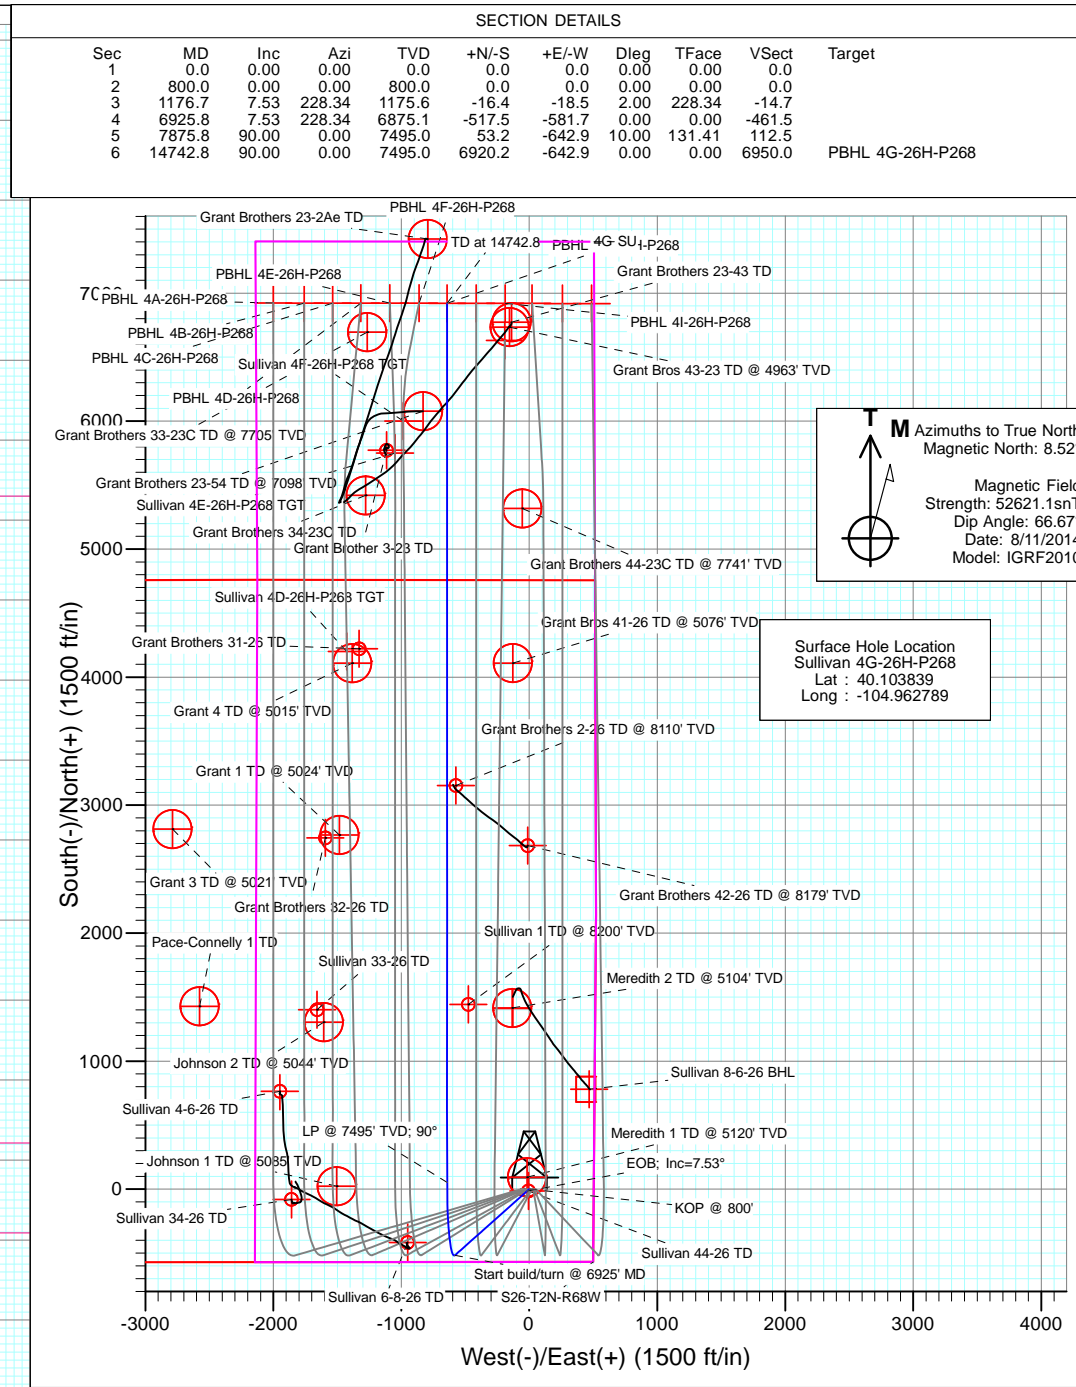 SECTION DETAILS
Sec MD Inc Azi TVD +N/-S +E/-W Dleg TFace VSect Target
1 0.0 0.00 0.00 0.0 0.0 0.0 0.00 0.00 0.0
2 800.0 0.00 0.00 800.0 0.0 0.0 0.00 0.00 0.0
3 1176.7 7.53 228.34 1175.6 -16.4 -18.5 2.00 228.34 -14.7
4 6925.8 7.53 228.34 6875.1 -517.5 -581.7 0.00 0.00 -461.5
5 7875.8 90.00 0.00 7495.0 53.2 -642.9 10.00 131.41 112.5
6 14742.8 90.00 0.00 7495.0 6920.2 -642.9 0.00 0.00 6950.0 PBHL 4G-26H-P268
PBHL 4F-26H-P268
Grant Brothers 23-2Ae TD
TD at 14742.8
PBHL
4G SU
H-P268
PBHL 4E-26H-P268
Grant Brothers 23-43 TD
PBHL 4A-26H-P268
PBHL 4I-26H-P268
PBHL 4B-26H-P268
PBHL 4C-26H-P268
Sullivan 4F-26H-P268 TGT
Grant Bros 43-23 TD @ 4963' TVD
PBHL 4D-26H-P268
Grant Brothers 33-23C TD @ 7705' TVD
Grant Brothers 23-54 TD @ 7098' TVD
Sullivan 4E-26H-P268 TGT
Grant Brothers 34-23C TD
Grant Brother 3-23 TD
Grant Brothers 44-23C TD @ 7741' TVD
Sullivan 4D-26H-P268 TGT
Grant Bros 41-26 TD @ 5076' TVD
Grant Brothers 31-26 TD
Grant 4 TD @ 5015' TVD
Grant Brothers 2-26 TD @ 8110' TVD
Grant 1 TD @ 5024' TVD
Grant 3 TD @ 5021' TVD
Grant Brothers 42-26 TD @ 8179' TVD
Grant Brothers 32-26 TD
Sullivan 1 TD @ 8200' TVD
Pace-Connelly 1 TD
Sullivan 33-26 TD
Meredith 2 TD @ 5104' TVD
Johnson 2 TD @ 5044' TVD
Sullivan 8-6-26 BHL
Sullivan 4-6-26 TD
LP @ 7495' TVD; 90°
Meredith 1 TD @ 5120' TVD
Johnson 1 TD @ 5085' TVD
EOB; Inc=7.53°
KOP @ 800'
Sullivan 34-26 TD
Sullivan 44-26 TD
Start build/turn @ 6925' MD
Sullivan 6-8-26 TD
S26-T2N-R68W
T
M
Azimuths to True North
Magnetic North: 8.52
Magnetic Field
Strength: 52621.1snT
Dip Angle: 66.67
Date: 8/11/2014
Model: IGRF2010
Surface Hole Location
Sullivan 4G-26H-P268
Lat : 40.103839
Long : -104.962789
South(-)/North(+) (1500 ft/in)
6000
5000
4000
3000
2000
1000
0
-3000 -2000 -1000 0 1000 2000 3000 4000
West(-)/East(+) (1500 ft/in)